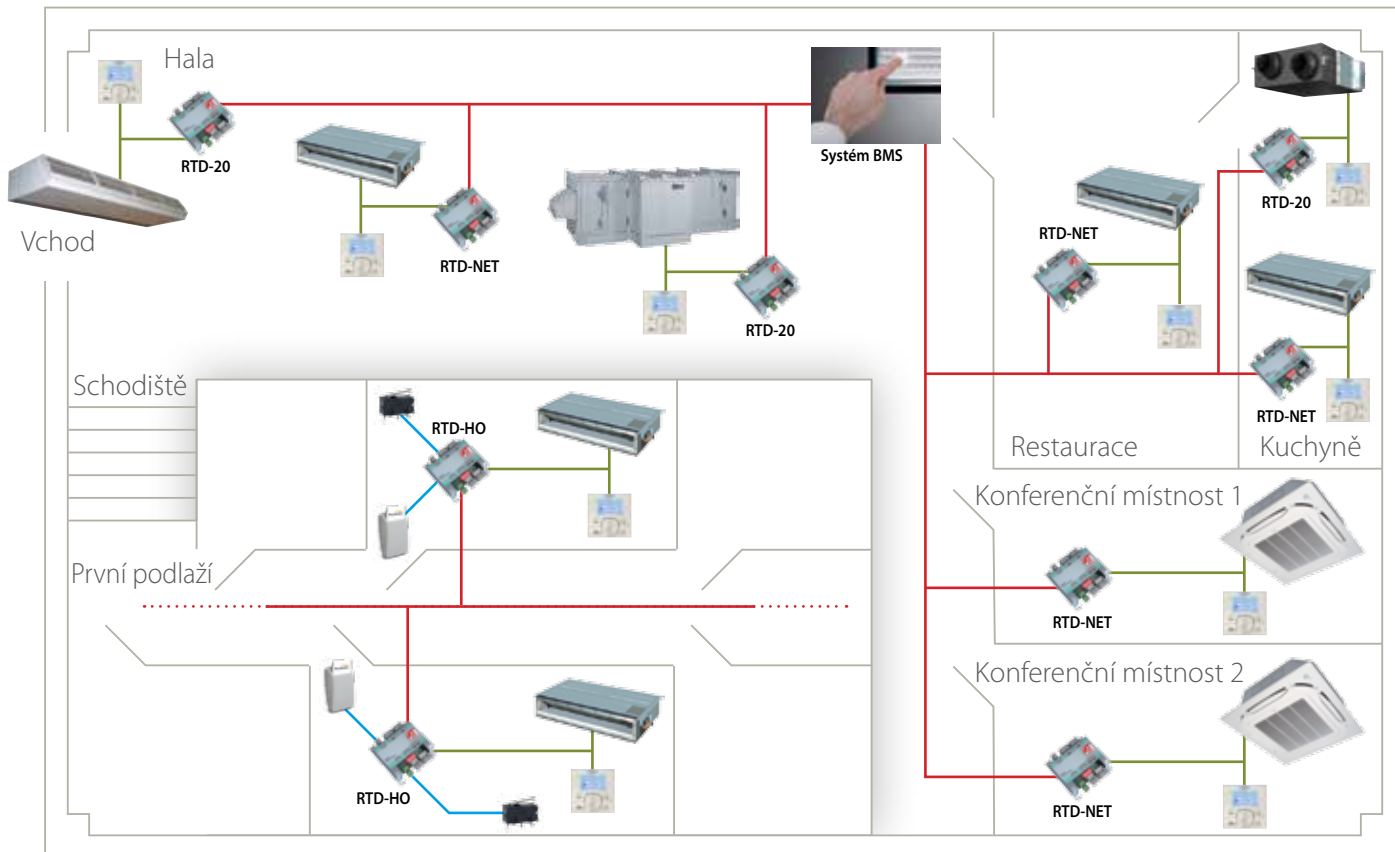 Hala
RTD-20
Vchod
RTD-NET
RTD-20
Systém BMS
RTD-NET
RTD-20
RTD-NET
Restaurace
Kuchyně
Schodiště
RTD-HO
První podlaží
RTD-HO
Konferenční místnost 1
RTD-NET
Konferenční místnost 2
RTD-NET